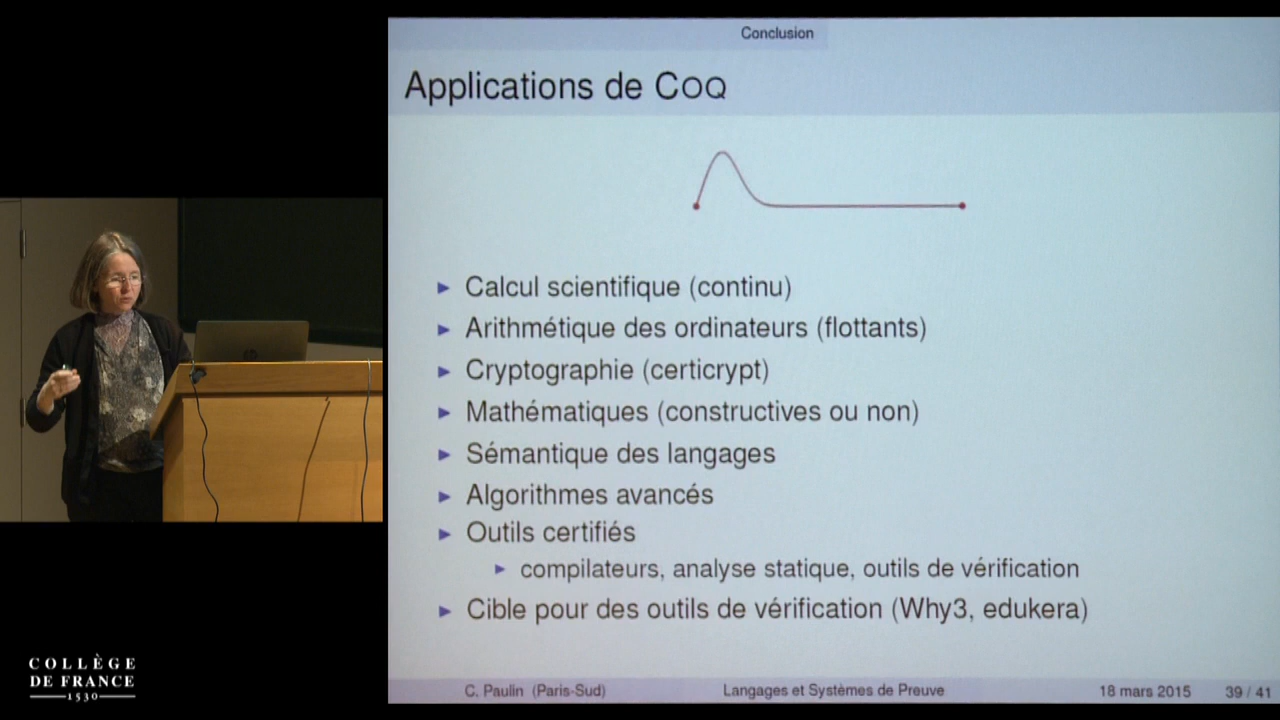 Conclusion
Applications de COQ
Calcul scientifique (continu)
Arithmétique des ordinateurs (flottants)
Cryptographie (certicrypt)
Mathématiques (constructives ou non)
Sémantique des langages
Algorithmes avancés
Outils certifiés
compilateurs, analyse statique, outils de vérification
Cible pour des outils de vérification (Why3, edukera)
C. Paulin (Paris-Sud) Langages et Systèmes de Preuve 18 mars 2015 39 / 41
COLLÈGE
DE FRANCE
1530